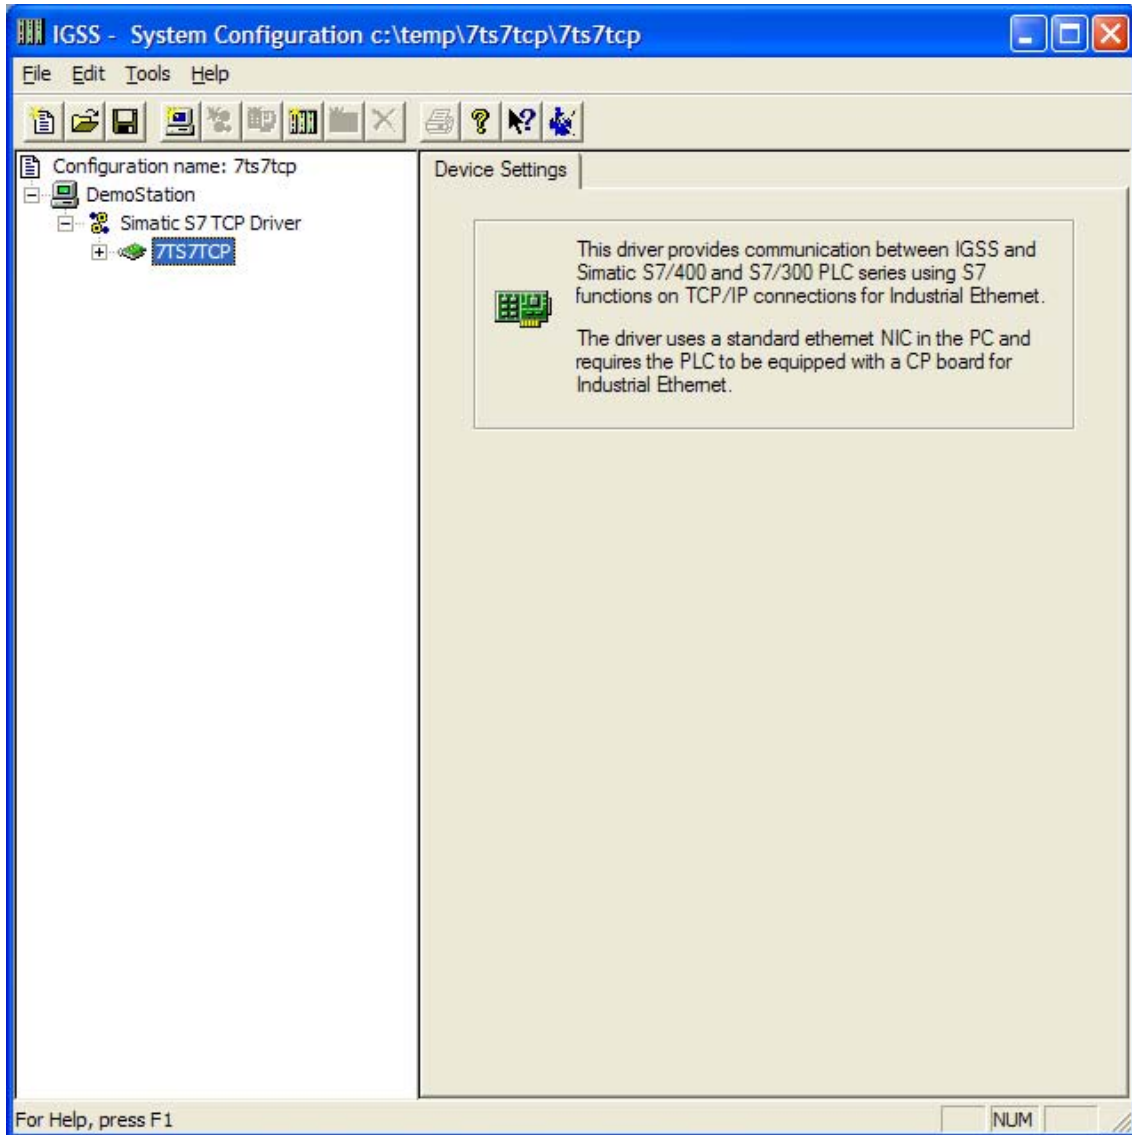 IGSS - System Configuration c:\temp\7ts7tcp\7ts7tcp
File Edit Tools Help
Configuration name: 7ts7tcp
DemoStation
Simatic S7 TCP Driver
7TS7TCP
Device Settings
This driver provides communication between IGSS and
Simatic S7/400 and S7/300 PLC series using S7
functions on TCP/IP connections for Industrial Ethernet.
The driver uses a standard ethernet NIC in the PC and
requires the PLC to be equipped with a CP board for
Industrial Ethernet.
For Help, press F1
NUM